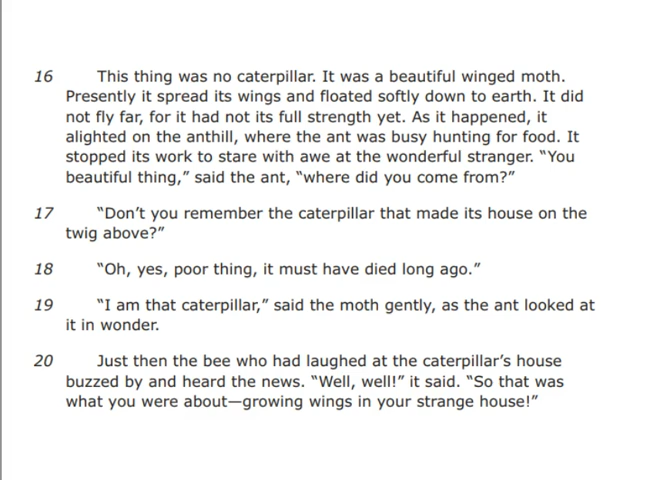 16 This thing was no caterpillar. It was a beautiful winged moth.
Presently it spread its wings and floated softly down to earth. It did
not fly far, for it had not its full strength yet. As it happened, it
alighted on the anthill, where the ant was busy hunting for food. It
stopped its work to stare with awe at the wonderful stranger. “You
beautiful thing,” said the ant, “where did you come from?”
17 “Don’t you remember the caterpillar that made its house on the
twig above?”
18 “Oh, yes, poor thing, it must have died long ago.”
19 “I am that caterpillar,” said the moth gently, as the ant looked at
it in wonder.
20 Just then the bee who had laughed at the caterpillar’s house
buzzed by and heard the news. “Well, well!” it said. “So that was
what you were about—growing wings in your strange house!”